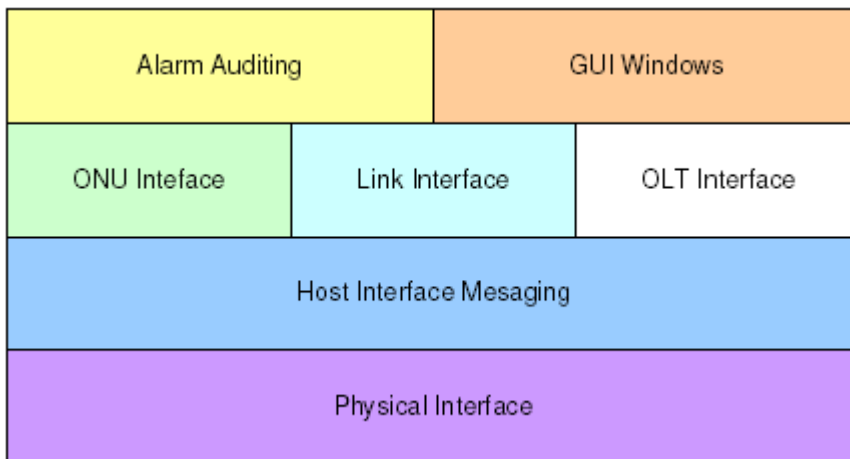 Alarm Auditing
GUI Windows
ONU Inteface
Link Interface
OLT Interface
Host Interface Mesaging
Physical Interface